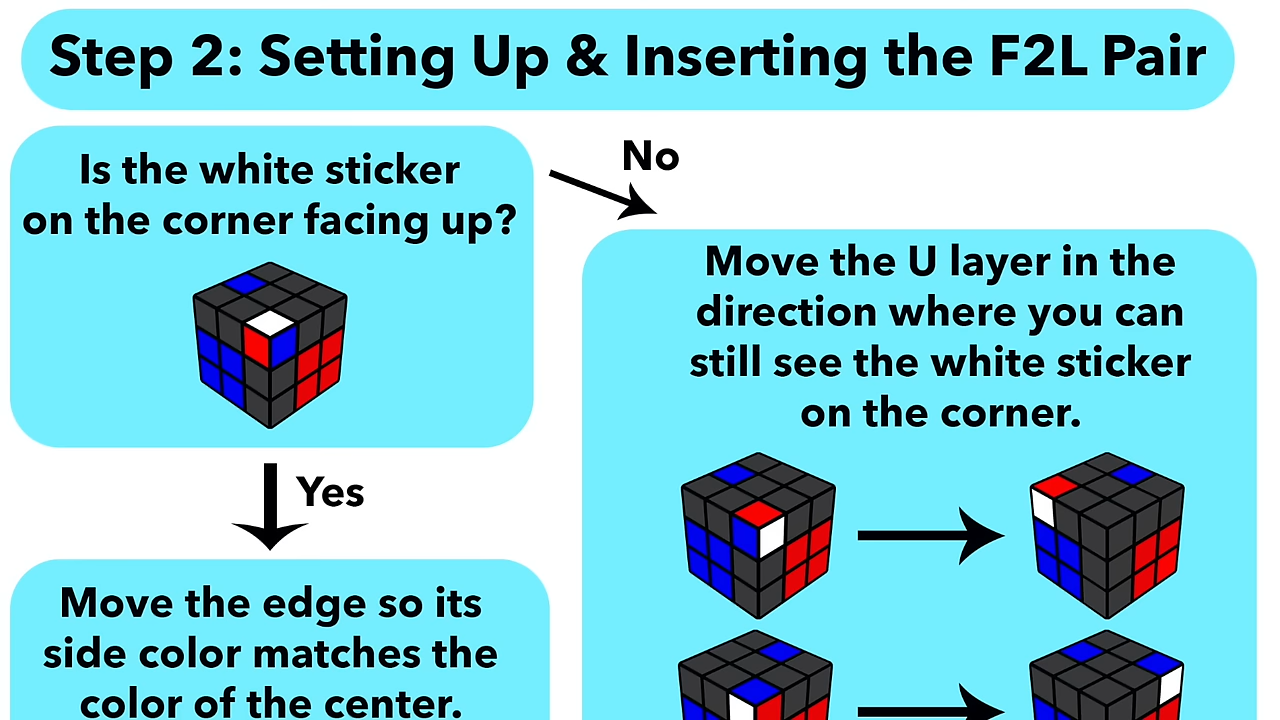 Step 2: Setting Up & Inserting the F2L Pair
Is the white sticker
on the corner facing up?
No
Yes
Move the U layer in the
direction where you can
still see the white sticker
on the corner.
Move the edge so its
side color matches the
color of the center.